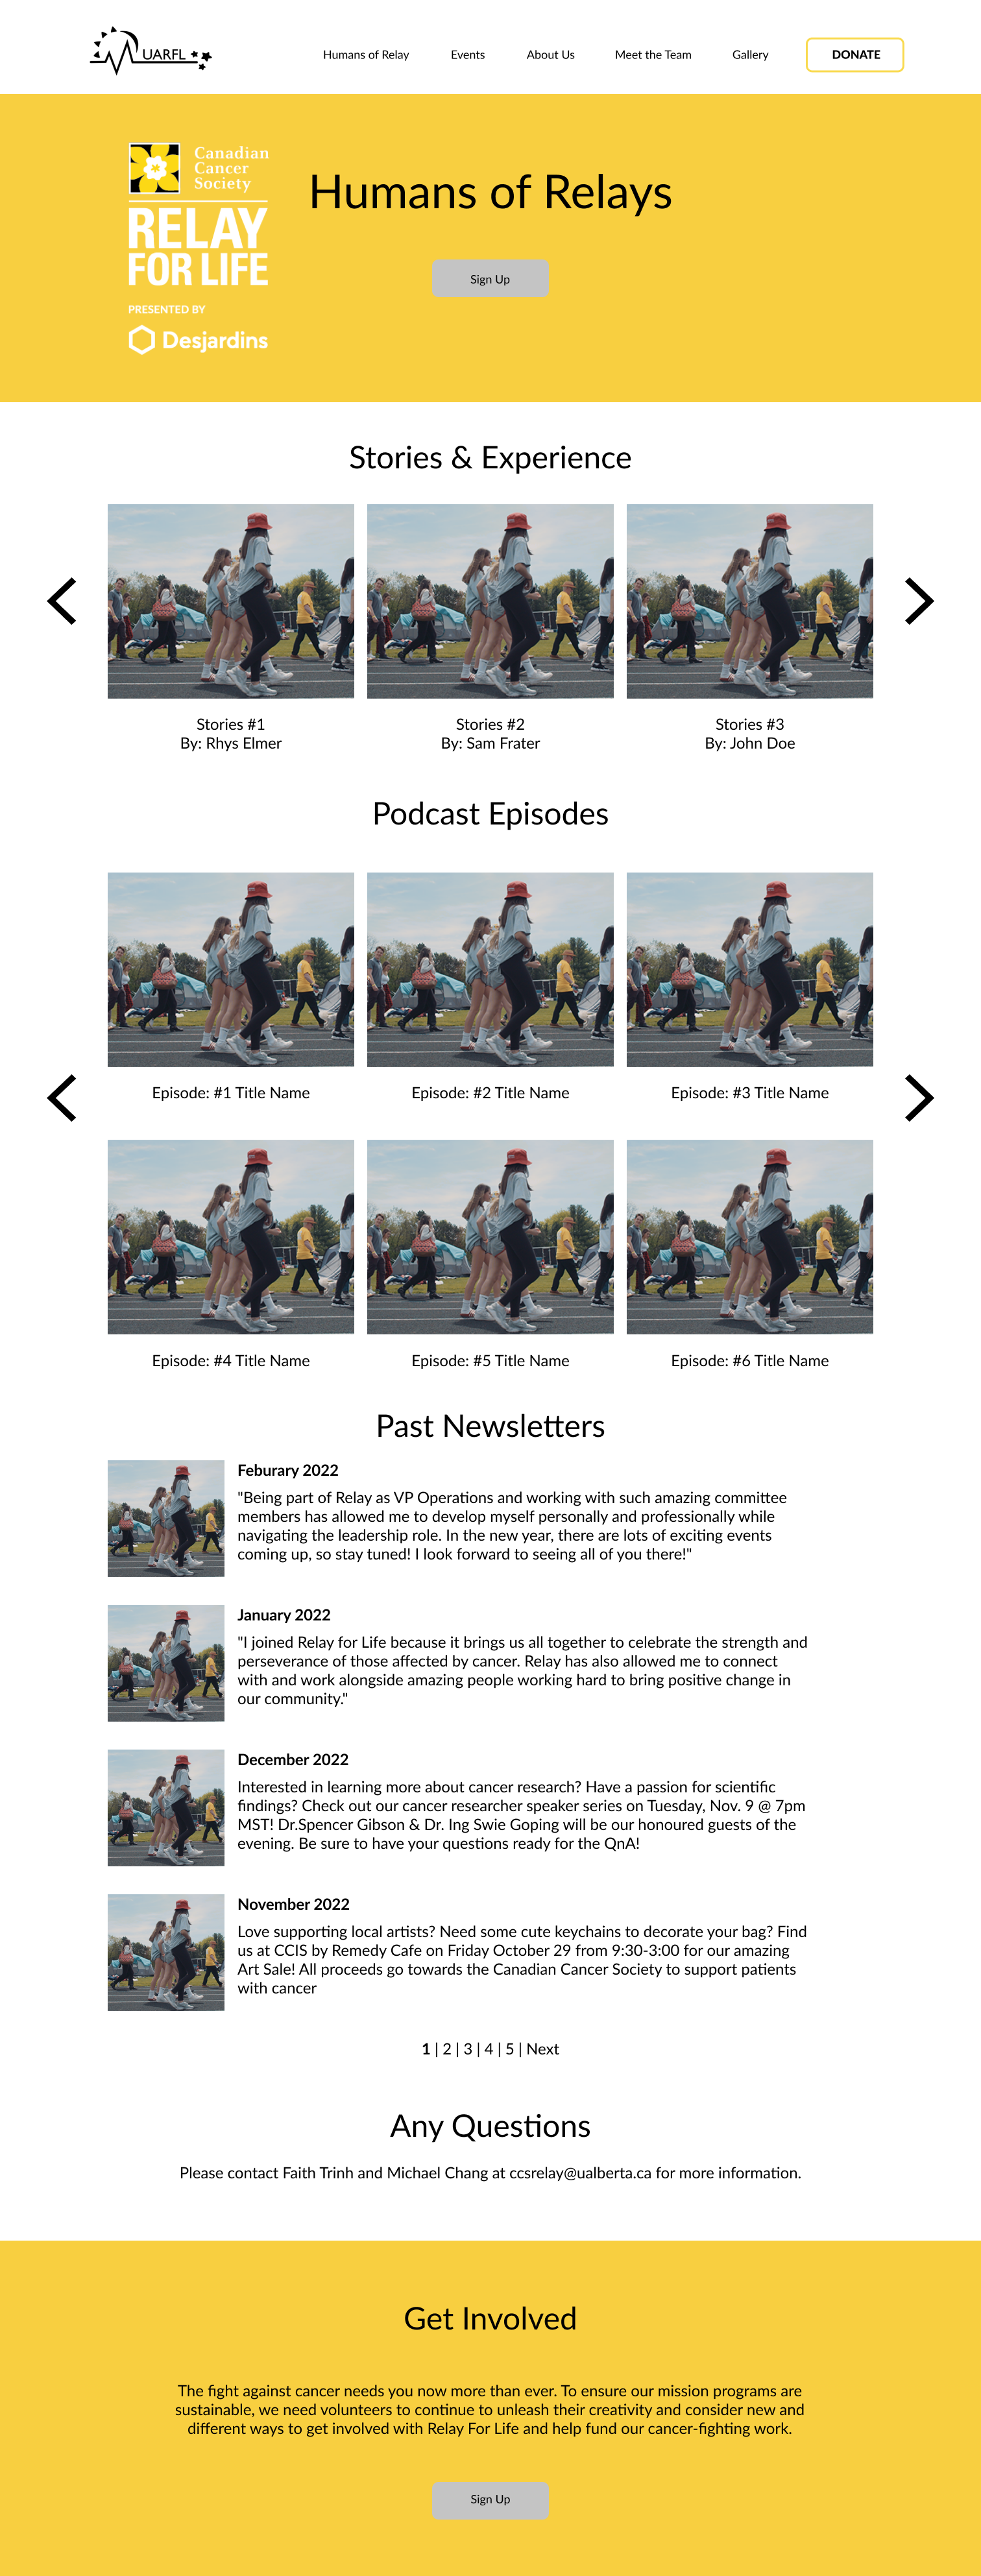 UARFL
Humans of Relay
Events
About Us
Meet the Team
Gallery
DONATE
Canadian
Cancer
Society
RELAY
FOR LIFE
PRESENTED BY
Desjardins
Humans of Relays
Sign Up
Stories & Experience
Stories #1
By: Rhys Elmer
Stories #2
By: Sam Frater
Stories #3
By: John Doe
Podcast Episodes
Episode: #1 Title Name
Episode: #2 Title Name
Episode: #3 Title Name
Episode: #4 Title Name
Episode: #5 Title Name
Episode: #6 Title Name
Past Newsletters
Feburary 2022
"Being part of Relay as VP Operations and working with such amazing committee
members has allowed me to develop myself personally and professionally while
navigating the leadership role. In the new year, there are lots of exciting events
coming up, so stay tuned! I look forward to seeing all of you there!"
January 2022
"I joined Relay for Life because it brings us all together to celebrate the strength and
perseverance of those affected by cancer. Relay has also allowed me to connect
with and work alongside amazing people working hard to bring positive change in
our community."
December 2022
Interested in learning more about cancer research? Have a passion for scientific
findings? Check out our cancer researcher speaker series on Tuesday, Nov. 9 @ 7pm
MST! Dr.Spencer Gibson & Dr. Ing Swie Goping will be our honoured guests of the
evening. Be sure to have your questions ready for the QnA!
November 2022
Love supporting local artists? Need some cute keychains to decorate your bag? Find
us at CCIS by Remedy Cafe on Friday October 29 from 9:30-3:00 for our amazing
Art Sale! All proceeds go towards the Canadian Cancer Society to support patients
with cancer
1 | 2 | 3 | 4 | 5 | Next
Any Questions
Please contact Faith Trinh and Michael Chang at ccsrelay@ualberta.ca for more information.
Get Involved
The fight against cancer needs you now more than ever. To ensure our mission programs are
sustainable, we need volunteers to continue to unleash their creativity and consider new and
different ways to get involved with Relay For Life and help fund our cancer-fighting work.
Sign Up